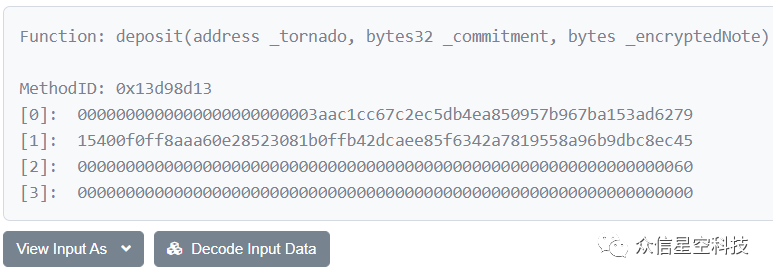 Function: deposit(address _tornado, bytes32 _commitment, bytes _encryptedNote)
MethodID: 0x13d98d13
[0]: 0000000000000000000000003aac1cc67c2ec5db4ea850957b967ba153ad6279
[1]: 15400f0ff8aaa60e28523081b0ffb42dcaee85f6342a7819558a96b9dbc8ec45
[2]: 0000000000000000000000000000000000000000000000000000000000000060
[3]: 0000000000000000000000000000000000000000000000000000000000000000
View Input As
Decode Input Data
众信星空科技